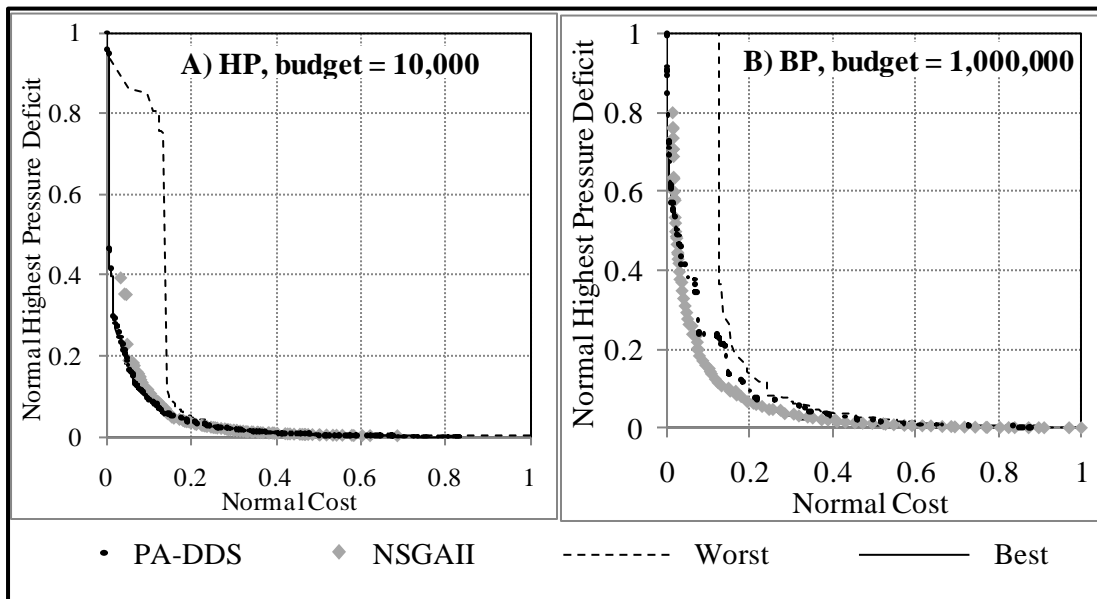 A) HP, budget = 10,000
Normal Highest Pressure Deficit
1
0.8
0.6
0.4
0.2
0
0 0.2 0.4 0.6 0.8 1
Normal Cost
B) BP, budget = 1,000,000
Normal Highest Pressure Deficit
1
0.8
0.6
0.4
0.2
0
0 0.2 0.4 0.6 0.8 1
Normal Cost
PA-DDS NSGAII Worst Best